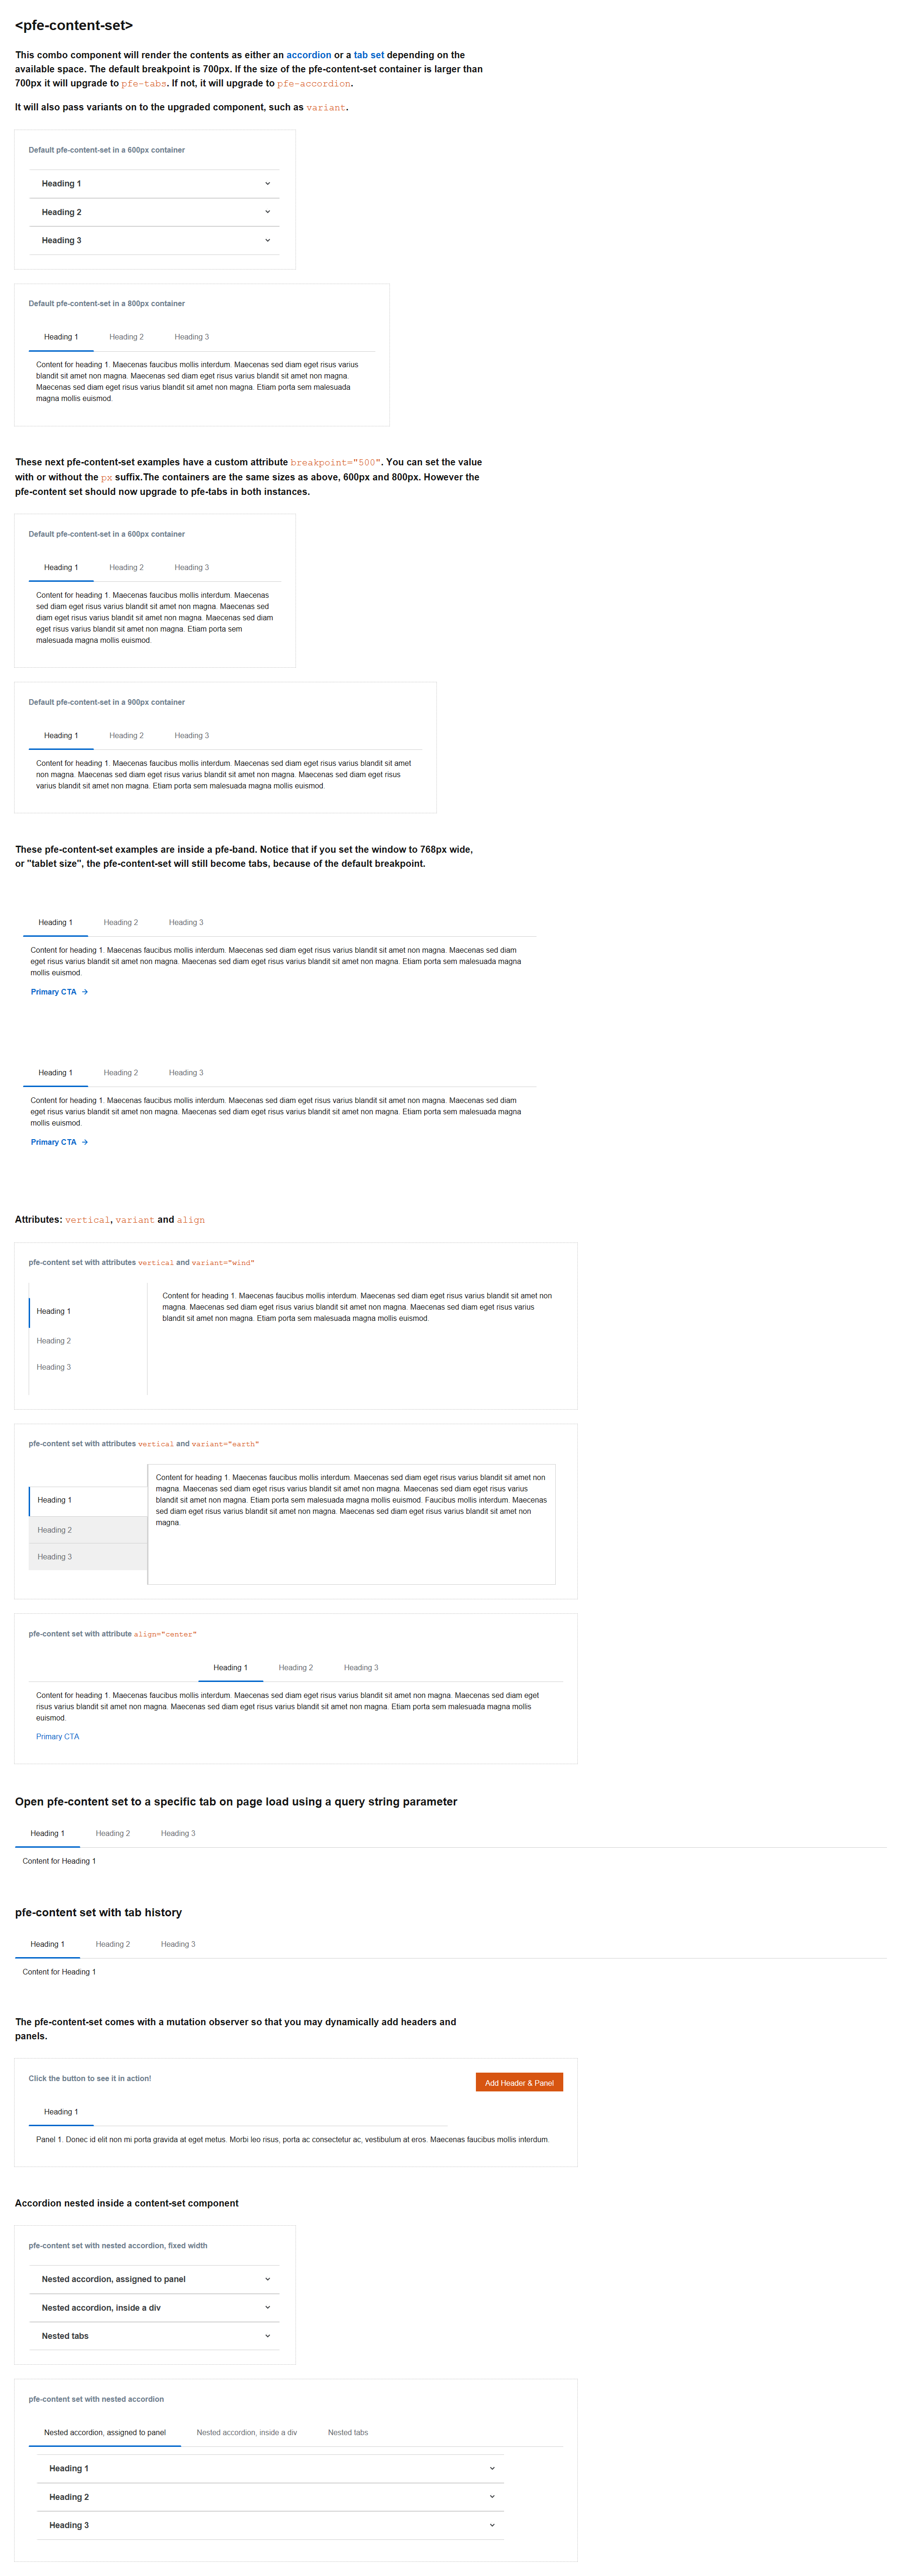 <pfe-content-set>
This combo component will render the contents as either an accordion or a tab set depending on the
available space. The default breakpoint is 700px. If the size of the pfe-content-set container is larger than
700px it will upgrade to pfe-tabs. If not, it will upgrade to pfe-accordion.
It will also pass variants on to the upgraded component, such as variant.
Default pfe-content-set in a 600px container
Heading 1
Heading 2
Heading 3
Default pfe-content-set in a 800px container
Heading 1 Heading 2 Heading 3
Content for heading 1. Maecenas faucibus mollis interdum. Maecenas sed diam eget risus varius
blandit sit amet non magna. Maecenas sed diam eget risus varius blandit sit amet non magna.
Maecenas sed diam eget risus varius blandit sit amet non magna. Etiam porta sem malesuada
magna mollis euismod.
These next pfe-content-set examples have a custom attribute breakpoint="500". You can set the value
with or without the px suffix.The containers are the same sizes as above, 600px and 800px. However the
pfe-content set should now upgrade to pfe-tabs in both instances.
Default pfe-content-set in a 600px container
Heading 1 Heading 2 Heading 3
Content for heading 1. Maecenas faucibus mollis interdum. Maecenas
sed diam eget risus varius blandit sit amet non magna. Maecenas sed
diam eget risus varius blandit sit amet non magna. Maecenas sed diam
eget risus varius blandit sit amet non magna. Etiam porta sem
malesuada magna mollis euismod.
Default pfe-content-set in a 900px container
Heading 1 Heading 2 Heading 3
Content for heading 1. Maecenas faucibus mollis interdum. Maecenas sed diam eget risus varius blandit sit amet
non magna. Maecenas sed diam eget risus varius blandit sit amet non magna. Maecenas sed diam eget risus
varius blandit sit amet non magna. Etiam porta sem malesuada magna mollis euismod.
These pfe-content-set examples are inside a pfe-band. Notice that if you set the window to 768px wide,
or "tablet size", the pfe-content-set will still become tabs, because of the default breakpoint.
Heading 1 Heading 2 Heading 3
Content for heading 1. Maecenas faucibus mollis interdum. Maecenas sed diam eget risus varius blandit sit amet non magna. Maecenas sed diam
eget risus varius blandit sit amet non magna. Maecenas sed diam eget risus varius blandit sit amet non magna. Etiam porta sem malesuada magna
mollis euismod.
Primary CTA
Heading 1 Heading 2 Heading 3
Content for heading 1. Maecenas faucibus mollis interdum. Maecenas sed diam eget risus varius blandit sit amet non magna. Maecenas sed diam
eget risus varius blandit sit amet non magna. Maecenas sed diam eget risus varius blandit sit amet non magna. Etiam porta sem malesuada magna
mollis euismod.
Primary CTA
Attributes: vertical, variant and align
pfe-content set with attributes vertical and variant="wind"
Heading 1
Heading 2
Heading 3
Content for heading 1. Maecenas faucibus mollis interdum. Maecenas sed diam eget risus varius blandit sit amet non
magna. Maecenas sed diam eget risus varius blandit sit amet non magna. Maecenas sed diam eget risus varius
blandit sit amet non magna. Etiam porta sem malesuada magna mollis euismod.
pfe-content set with attributes vertical and variant="earth"
Heading 1
Heading 2
Heading 3
Content for heading 1. Maecenas faucibus mollis interdum. Maecenas sed diam eget risus varius blandit sit amet non
magna. Maecenas sed diam eget risus varius blandit sit amet non magna. Maecenas sed diam eget risus varius
blandit sit amet non magna. Etiam porta sem malesuada magna mollis euismod. Faucibus mollis interdum. Maecenas
sed diam eget risus varius blandit sit amet non magna. Maecenas sed diam eget risus varius blandit sit amet non
magna.
pfe-content set with attribute align="center"
Heading 1 Heading 2 Heading 3
Content for heading 1. Maecenas faucibus mollis interdum. Maecenas sed diam eget risus varius blandit sit amet non magna. Maecenas sed diam eget
risus varius blandit sit amet non magna. Maecenas sed diam eget risus varius blandit sit amet non magna. Etiam porta sem malesuada magna mollis
euismod.
Primary CTA
Open pfe-content set to a specific tab on page load using a query string parameter
Heading 1 Heading 2 Heading 3
Content for Heading 1
pfe-content set with tab history
Heading 1 Heading 2 Heading 3
Content for Heading 1
The pfe-content-set comes with a mutation observer so that you may dynamically add headers and
panels.
Click the button to see it in action!
Add Header & Panel
Heading 1
Panel 1. Donec id elit non mi porta gravida at eget metus. Morbi leo risus, porta ac consectetur ac, vestibulum at eros. Maecenas faucibus mollis interdum.
Accordion nested inside a content-set component
pfe-content set with nested accordion, fixed width
Nested accordion, assigned to panel
Nested accordion, inside a div
Nested tabs
pfe-content set with nested accordion
Nested accordion, assigned to panel Nested accordion, inside a div Nested tabs
Heading 1
Heading 2
Heading 3